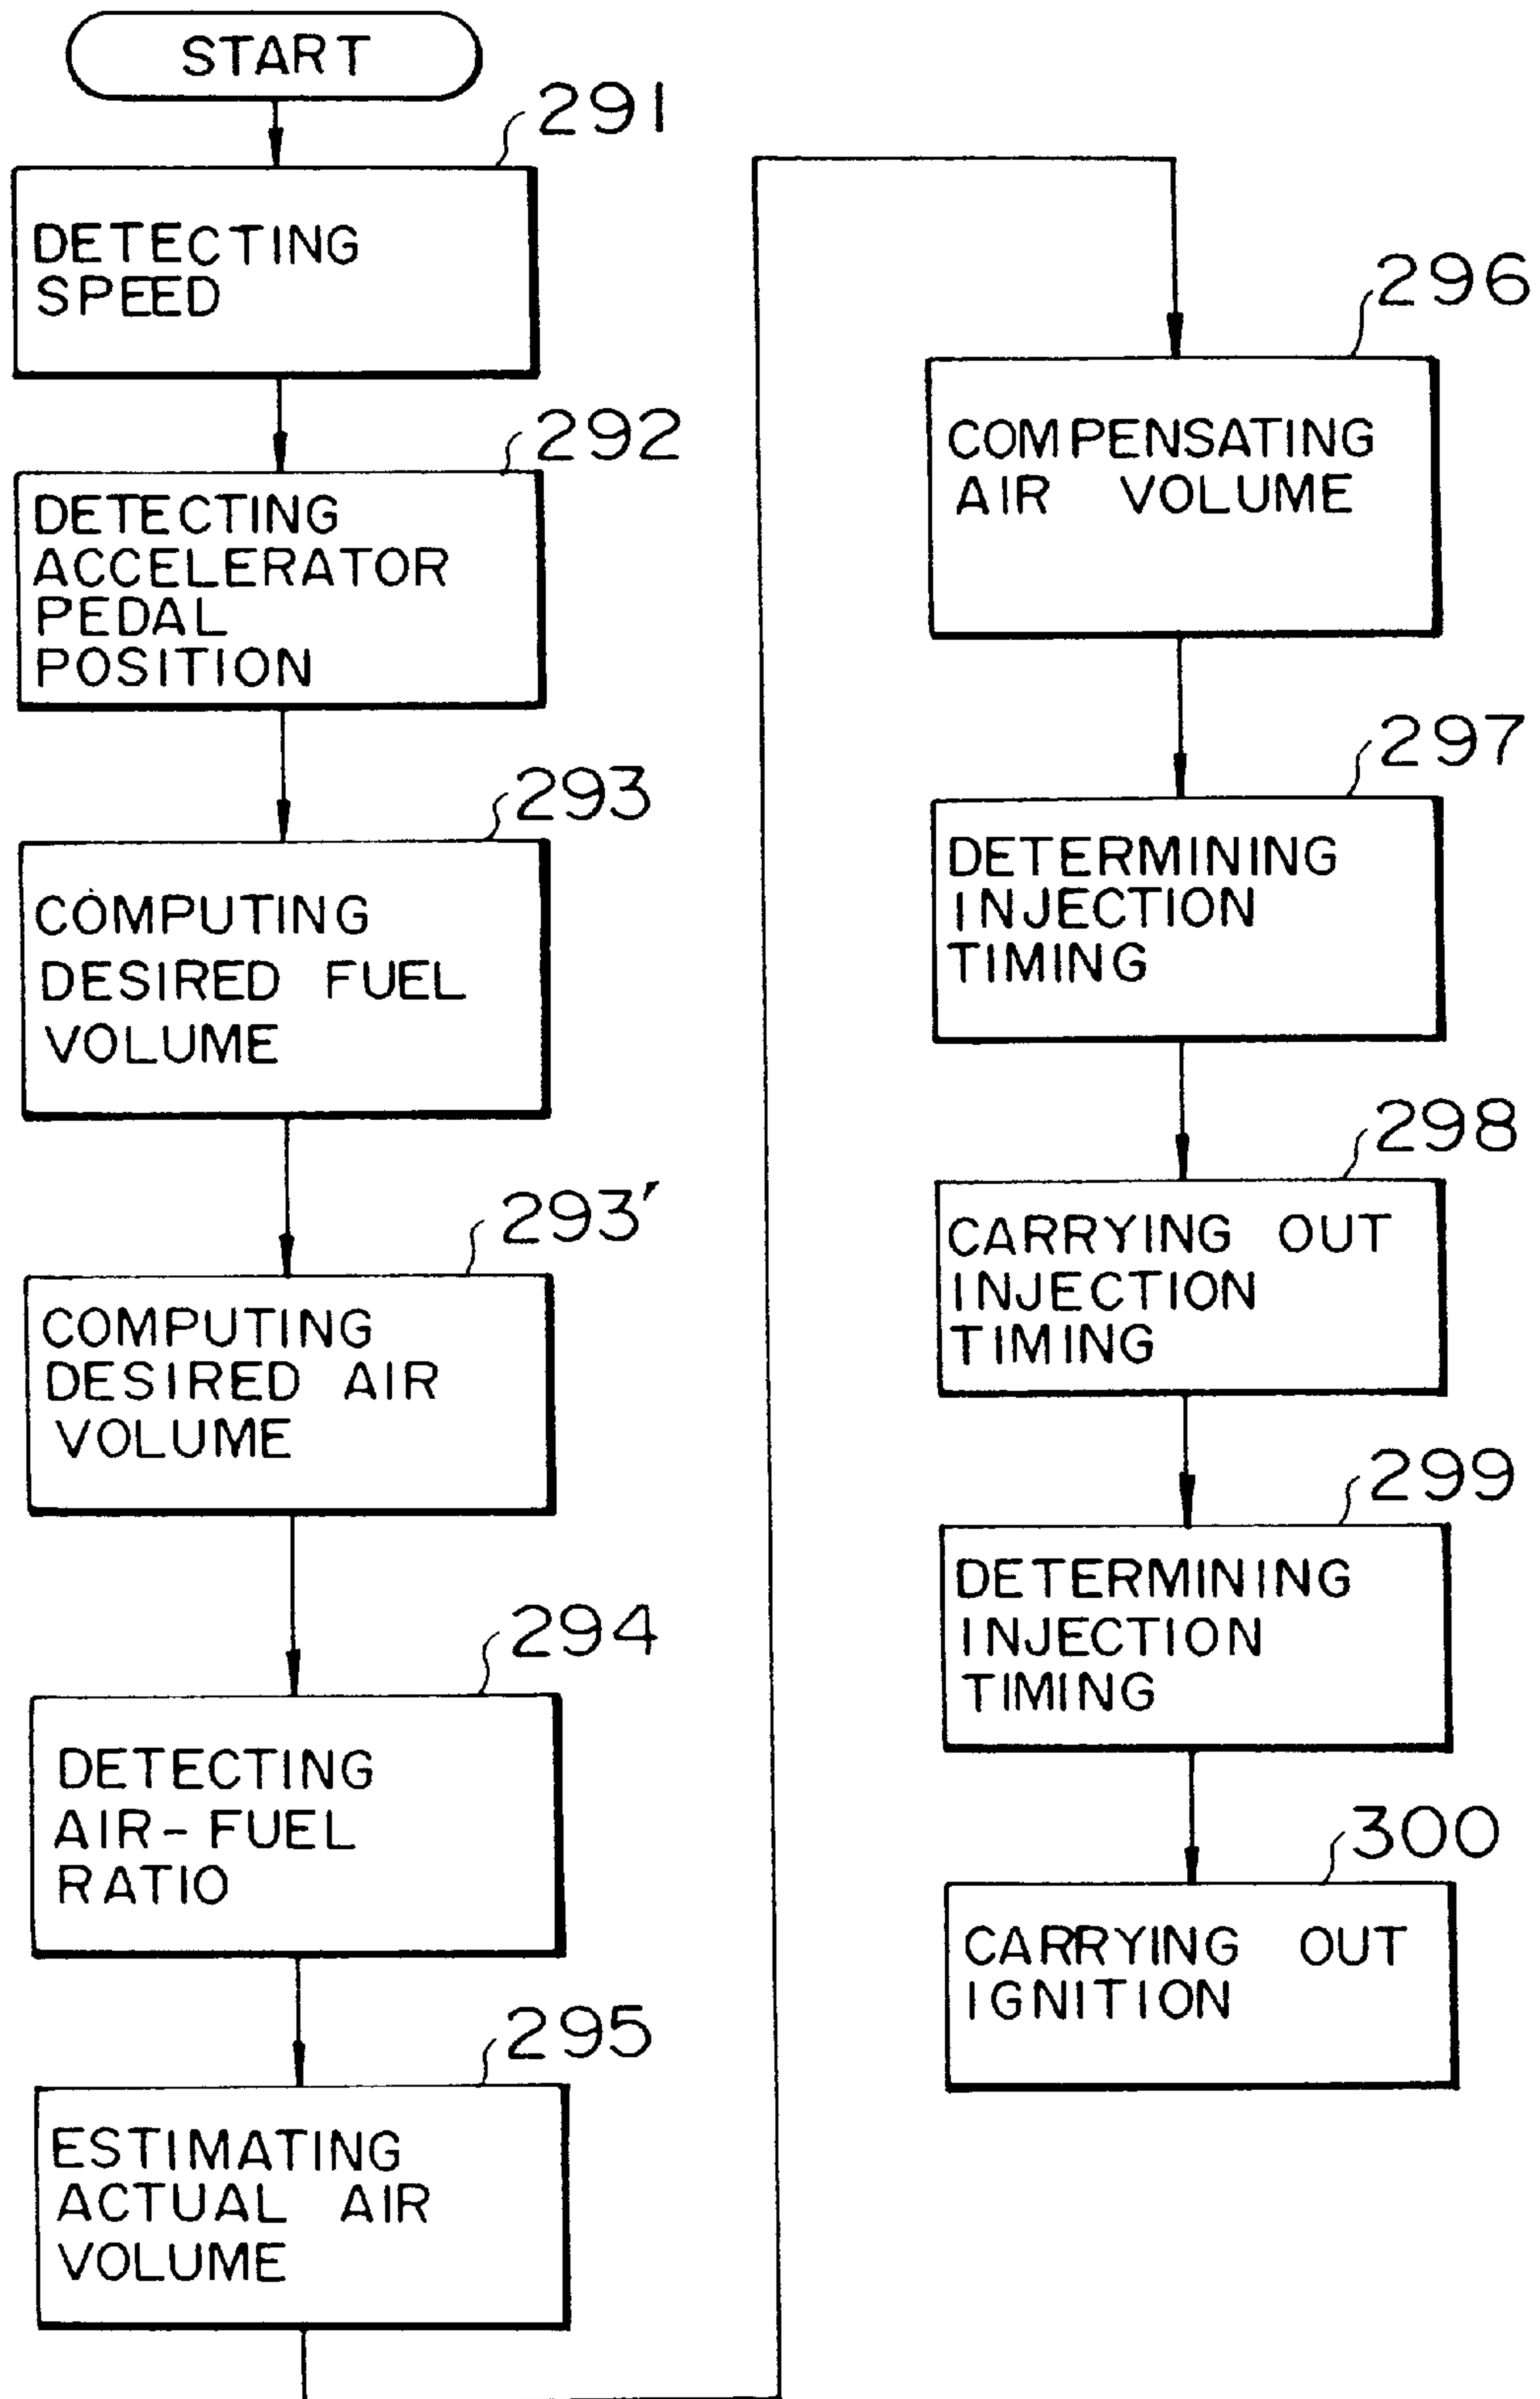 START
291
DETECTING
SPEED
292
DETECTING
ACCELERATOR
PEDAL
POSITION
293
COMPUTING
DESIRED FUEL
VOLUME
293'
COMPUTING
DESIRED AIR
VOLUME
294
DETECTING
AIR-FUEL
RATIO
295
ESTIMATING
ACTUAL AIR
VOLUME
296
COMPENSATING
AIR VOLUME
297
DETERMINING
INJECTION
TIMING
298
CARRYING OUT
INJECTION
TIMING
299
DETERMINING
INJECTION
TIMING
300
CARRYING OUT
IGNITION